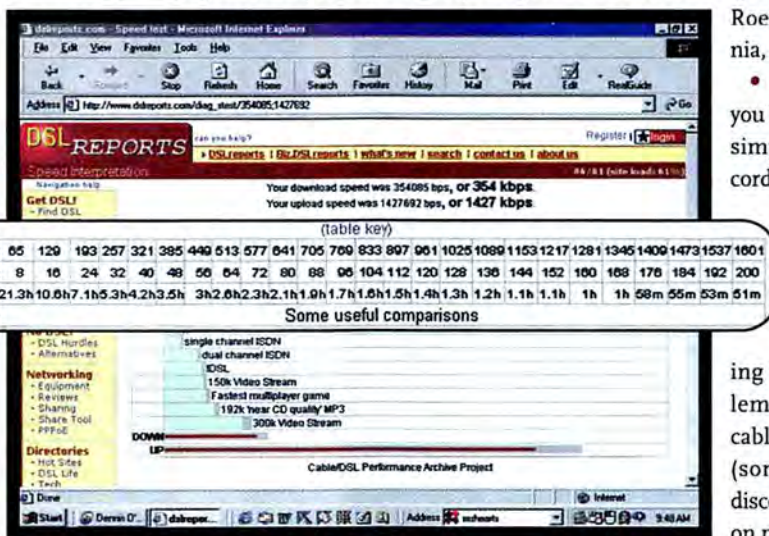 dslreports.com - Speed test - Microsoft Internet Explorer
File Edit View Favorites Tools Help
Back Stop Refresh Home Search Favorites History Mail Print Edit RealGuide
Address http://www.dslreports.com/diag_stest/354085;1427692 Go
DSL REPORTS
can you help?
Register | login
DSLreports | Biz.DSLreports | what's new | search | contact us | about us
Speed Interpretation
Navigation help
Your download speed was 354085 bps, or 354 kbps.
Your upload speed was 1427692 bps, or 1427 kbps.
Get DSL!
- Find DSL
(table key)
65 129 193 257 321 385 449 513 577 641 705 769 833 897 961 1025 1089 1153 1217 1281 1345 1409 1473 1537 1601
8 16 24 32 40 48 56 64 72 80 88 96 104 112 120 128 136 144 152 160 168 176 184 192 200
21.3h 10.6h 7.1h 5.3h 4.2h 3.5h 3h 2.6h 2.3h 2.1h 1.9h 1.7h 1.6h 1.5h 1.4h 1.3h 1.2h 1.1h 1.1h 1h 1h 58m 55m 53m 51m
Some useful comparisons
- DSL Hurdles
- Alternatives
Networking
- Equipment
- Reviews
- Sharing
- Share Tool
- PPPoE
Directories
- Hot Sites
- DSL Life
- Tech
single channel ISDN
dual channel ISDN
IDSL
150k Video Stream
Fastest multiplayer game
192k 'near CD quality' MP3
300k Video Stream
DOWN
UP
Cable/DSL Performance Archive Project
Done
Internet
Start
dslrepor...
Address
9:48 AM
Roe
nia,
•
you
sim
cord
ing
lem
cabl
(sor
disco
on r